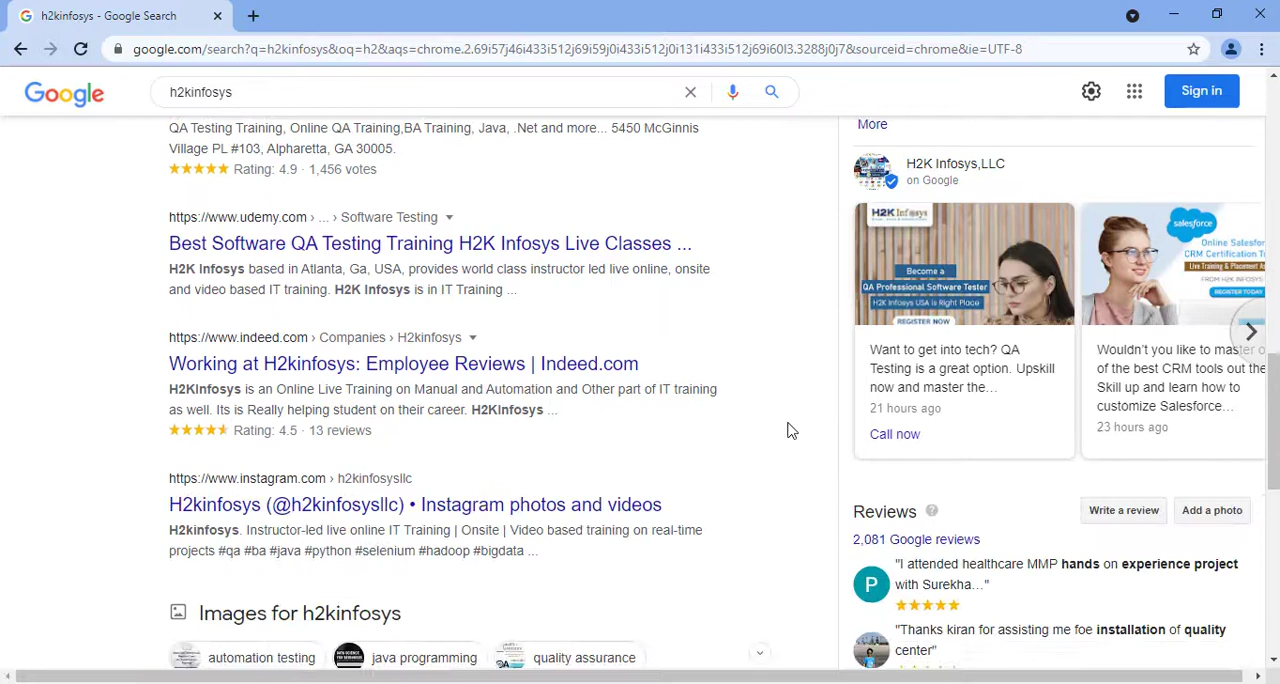 h2kinfosys - Google Search
google.com/search?q=h2kinfosys&oq=h2&aqs=chrome.2.69i57j46i433i512j69i59j0i433i512j0i131i433i512j69i60l3.3288j0j7&sourceid=chrome&ie=UTF-8
Google
h2kinfosys
Sign in
QA Testing Training, Online QA Training,BA Training, Java, .Net and more... 5450 McGinnis
Village PL #103, Alpharetta, GA 30005.
Rating: 4.9 · 1,456 votes
https://www.udemy.com › ... › Software Testing
Best Software QA Testing Training H2K Infosys Live Classes ...
H2K Infosys based in Atlanta, Ga, USA, provides world class instructor led live online, onsite
and video based IT training. H2K Infosys is in IT Training ...
https://www.indeed.com › Companies › H2kinfosys
Working at H2kinfosys: Employee Reviews | Indeed.com
H2KInfosys is an Online Live Training on Manual and Automation and Other part of IT training
as well. Its is Really helping student on their career. H2KInfosys ...
Rating: 4.5 · 13 reviews
https://www.instagram.com › h2kinfosysllc
H2kinfosys (@h2kinfosysllc) • Instagram photos and videos
H2kinfosys. Instructor-led live online IT Training | Onsite | Video based training on real-time
projects #qa #ba #java #python #selenium #hadoop #bigdata ...
Images for h2kinfosys
automation testing
java programming
quality assurance
More
H2K Infosys,LLC
on Google
H2K Infosys
Become a
QA Professional Software Tester
H2K Infosys USA is Right Place
REGISTER NOW
Want to get into tech? QA
Testing is a great option. Upskill
now and master the…
21 hours ago
Call now
salesforce
Online Salesfor
CRM Certification T
Live Training & Placement As
FROM H2K INFOSYS
REGISTER TODAY
Wouldn't you like to master o
of the best CRM tools out the
Skill up and learn how to
customize Salesforce…
23 hours ago
Reviews
Write a review
Add a photo
2,081 Google reviews
P
"I attended healthcare MMP hands on experience project
with Surekha…"
"Thanks kiran for assisting me foe installation of quality
center"